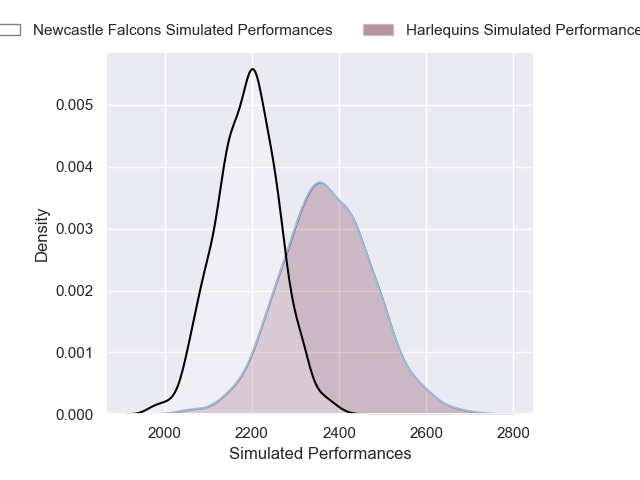 Newcastle Falcons Simulated Performances
Harlequins Simulated Performance
0.005
0.004
0.003
0.002
0.001
0.000
Density
2000 2200 2400 2600 2800
Simulated Performances